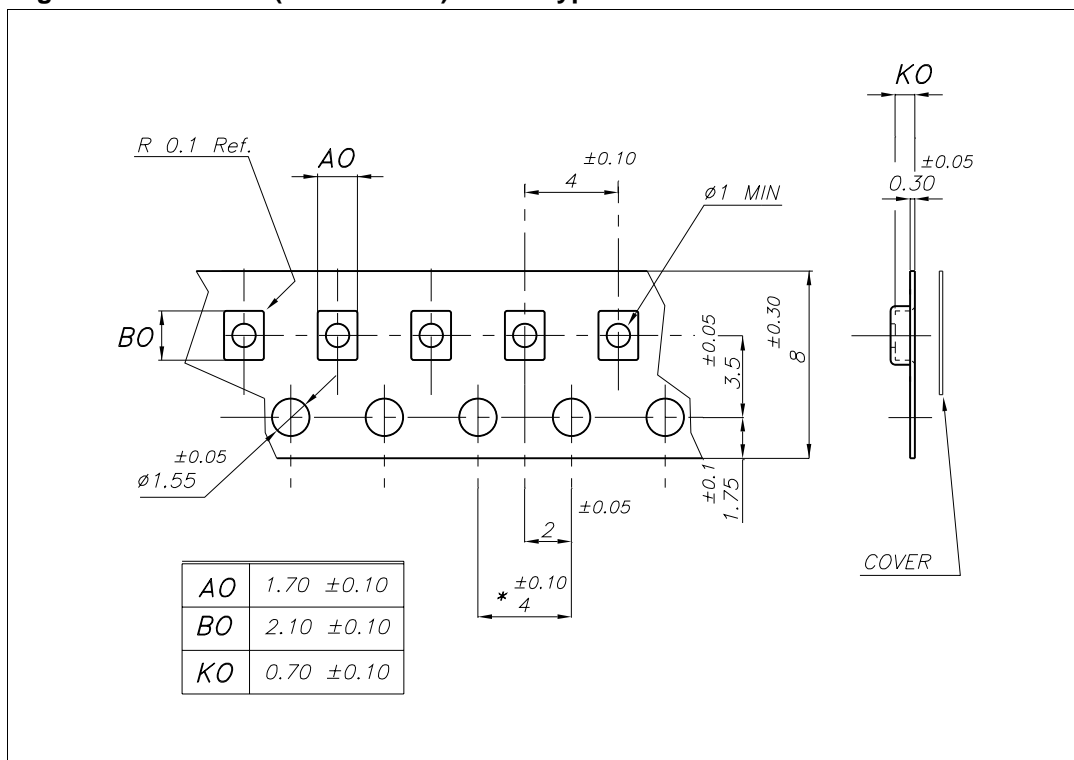 KO
R 0.1 Ref.
AO
±0.10
4
ø1 MIN
±0.05
0.30
BO
±0.05
3.5
±0.30
8
±0.05
ø1.55
±0.1
1.75
±0.05
2
±0.10
* 4
COVER
AO 1.70 ±0.10
BO 2.10 ±0.10
KO 0.70 ±0.10